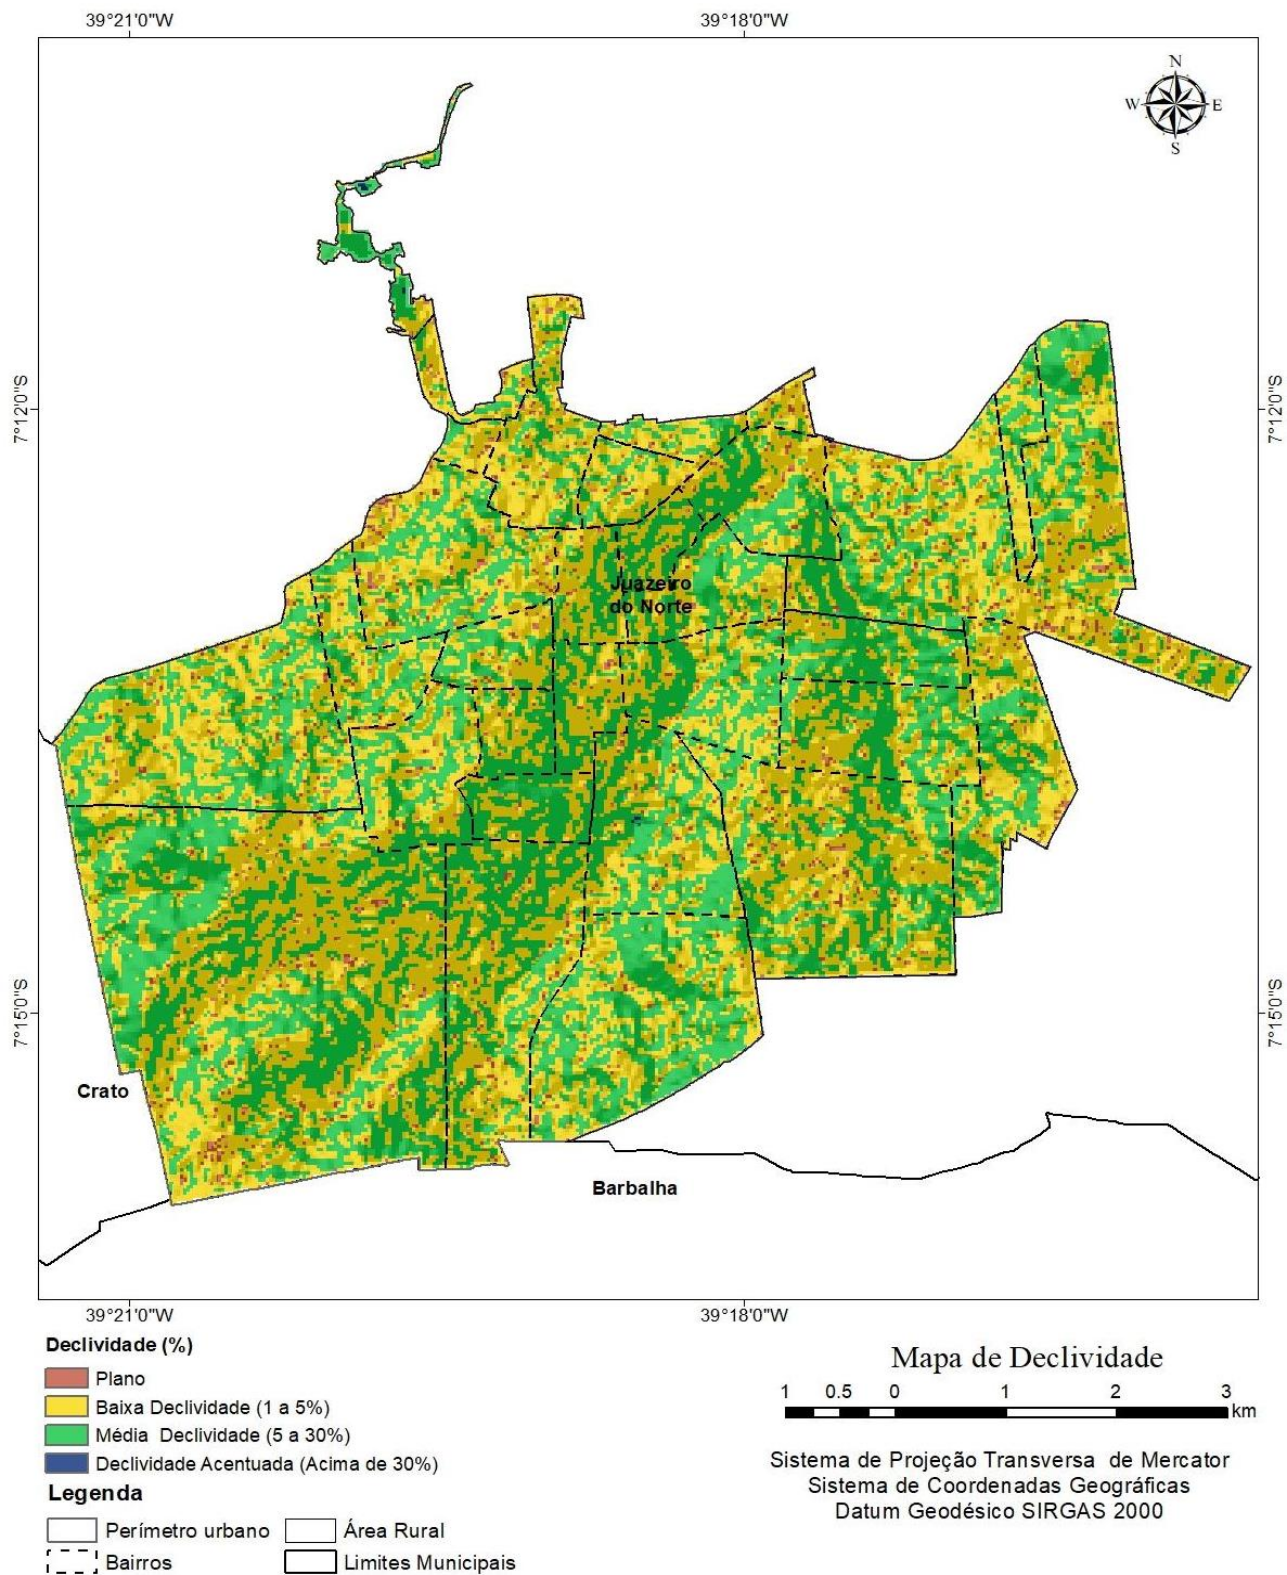 39°21'0"W
39°18'0"W
N
W
E
S
7°12'0"S
7°12'0"S
Juazeiro
do Norte
7°15'0"S
7°15'0"S
Crato
Barbalha
39°21'0"W
39°18'0"W
Declividade (%)
Plano
Baixa Declividade (1 a 5%)
Média Declividade (5 a 30%)
Declividade Acentuada (Acima de 30%)
Legenda
Perímetro urbano
Área Rural
Bairros
Limites Municipais
Mapa de Declividade
1 0.5 0 1 2 3
km
Sistema de Projeção Transversa de Mercator
Sistema de Coordenadas Geográficas
Datum Geodésico SIRGAS 2000